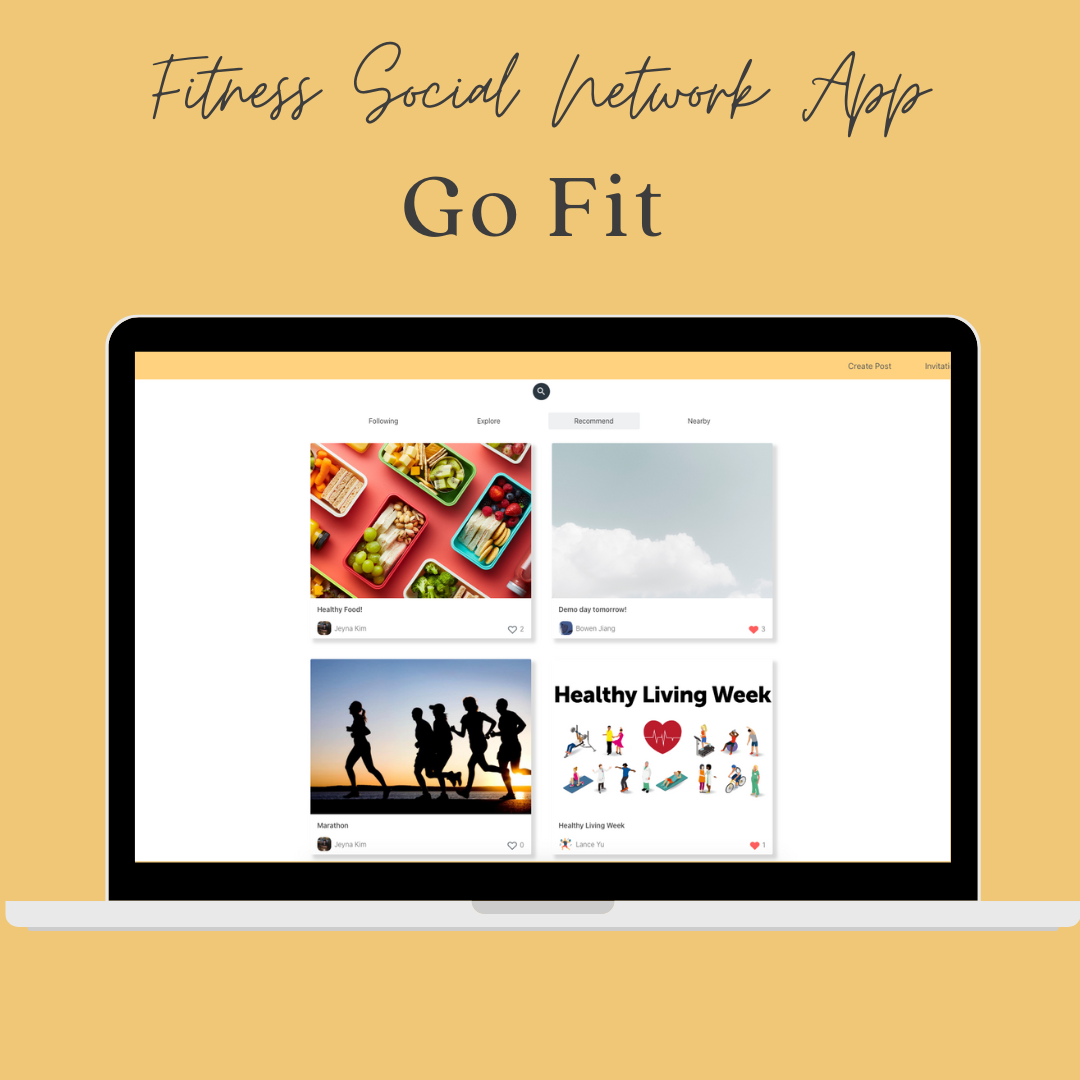 Fitness Social Network App
Go Fit
Create Post Invitati
Following Explore Recommend Nearby
Healthy Food!
Jeyna Kim 2
Demo day tomorrow!
Bowen Jiang 3
Healthy Living Week
Marathon
Jeyna Kim 0
Healthy Living Week
Lance Yu 1